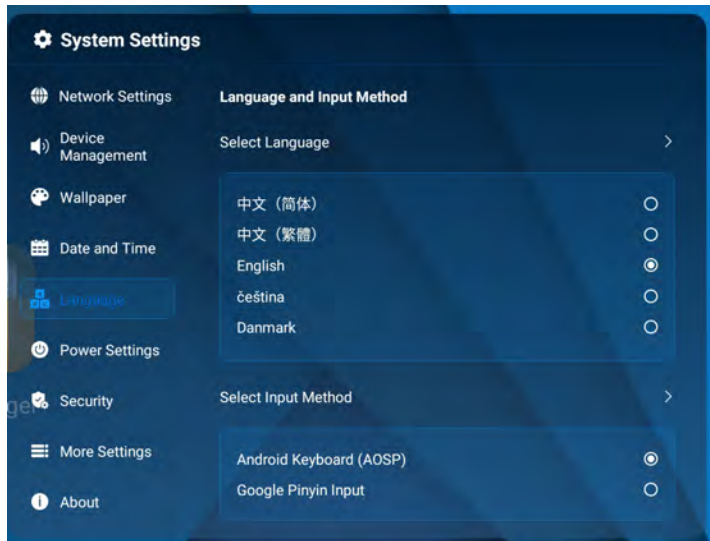 System Settings
Network Settings
Device
Management
Wallpaper
Date and Time
Language
Power Settings
Security
More Settings
About
Language and Input Method
Select Language
中文（简体）
中文（繁體）
English
čeština
Danmark
Select Input Method
Android Keyboard (AOSP)
Google Pinyin Input